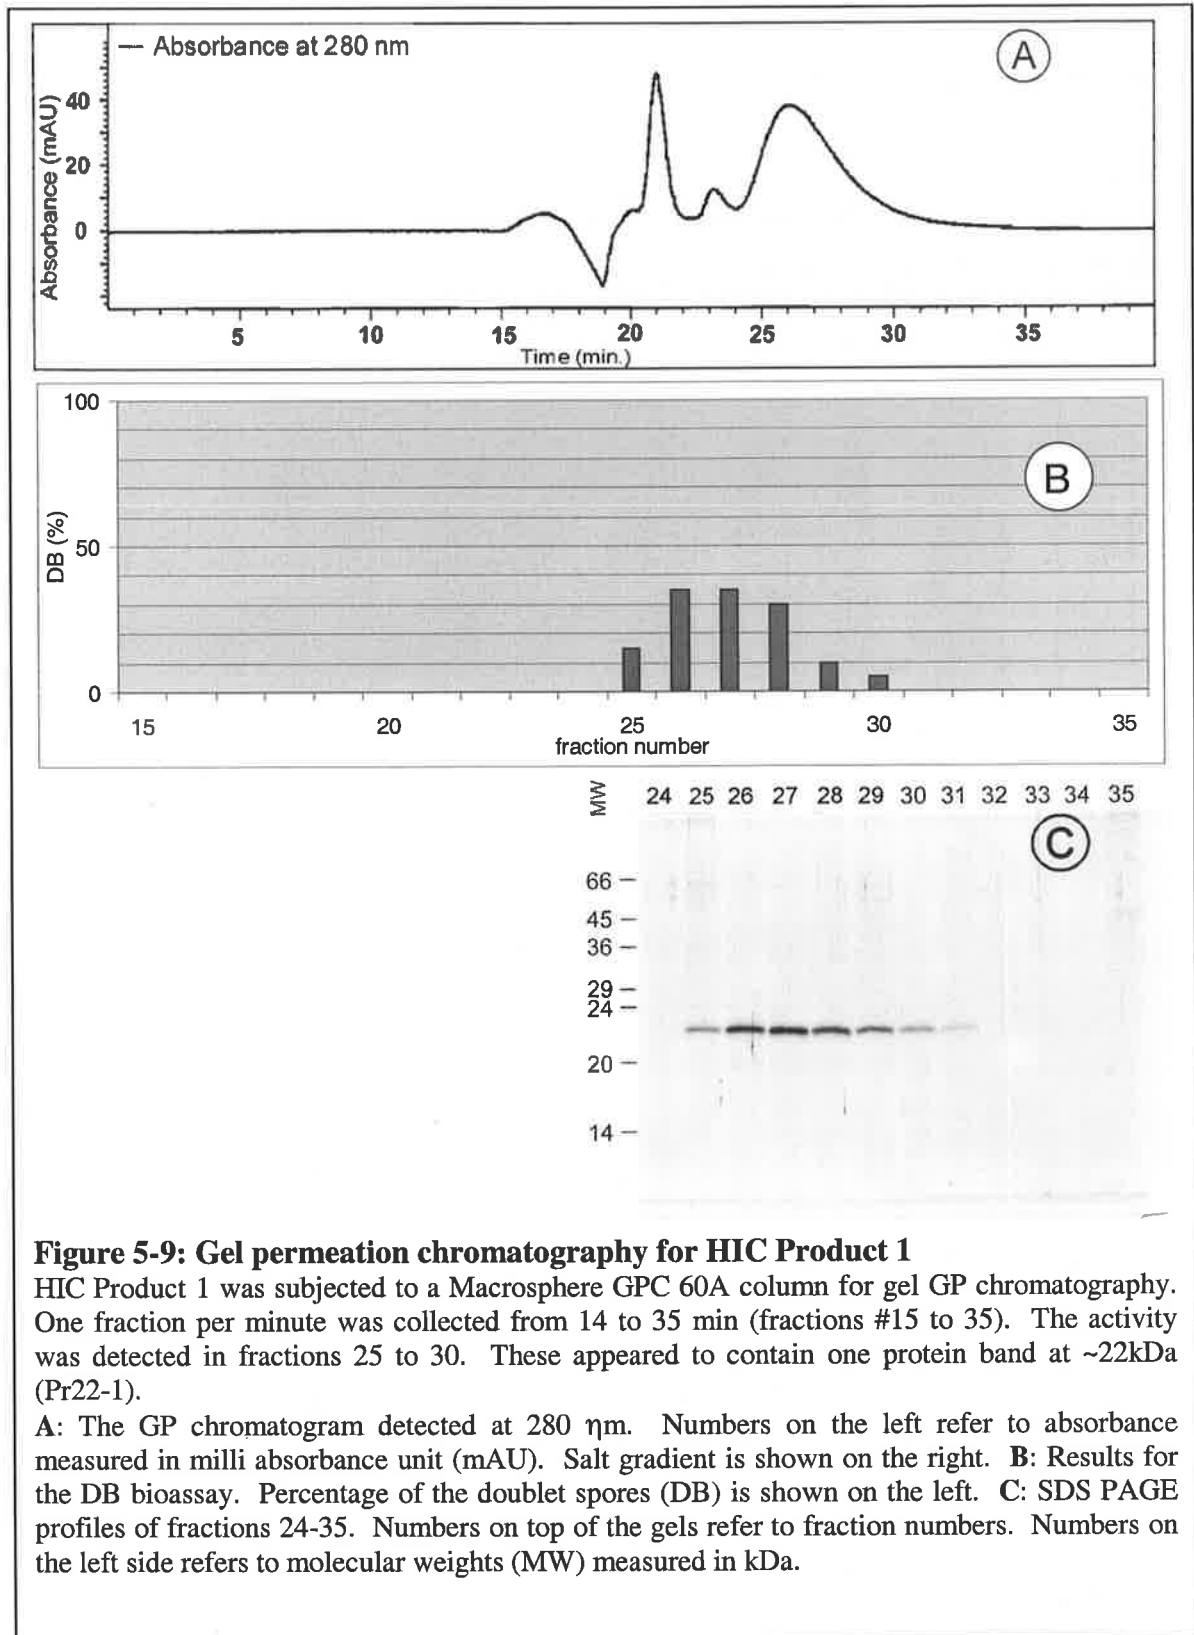 — Absorbance at 280 nm
A
Absorbance (mAU)
40
20
0
5 10 15 20 25 30 35
Time (min.)
B
DB (%)
100
50
0
15 20 25 30 35
fraction number
MW 24 25 26 27 28 29 30 31 32 33 34 35
C
66
45
36
29
24
20
14
Figure 5-9: Gel permeation chromatography for HIC Product 1
HIC Product 1 was subjected to a Macrosphere GPC 60A column for gel GP chromatography.
One fraction per minute was collected from 14 to 35 min (fractions #15 to 35). The activity
was detected in fractions 25 to 30. These appeared to contain one protein band at ~22kDa
(Pr22-1).
A: The GP chromatogram detected at 280 ηm. Numbers on the left refer to absorbance
measured in milli absorbance unit (mAU). Salt gradient is shown on the right. B: Results for
the DB bioassay. Percentage of the doublet spores (DB) is shown on the left. C: SDS PAGE
profiles of fractions 24-35. Numbers on top of the gels refer to fraction numbers. Numbers on
the left side refers to molecular weights (MW) measured in kDa.